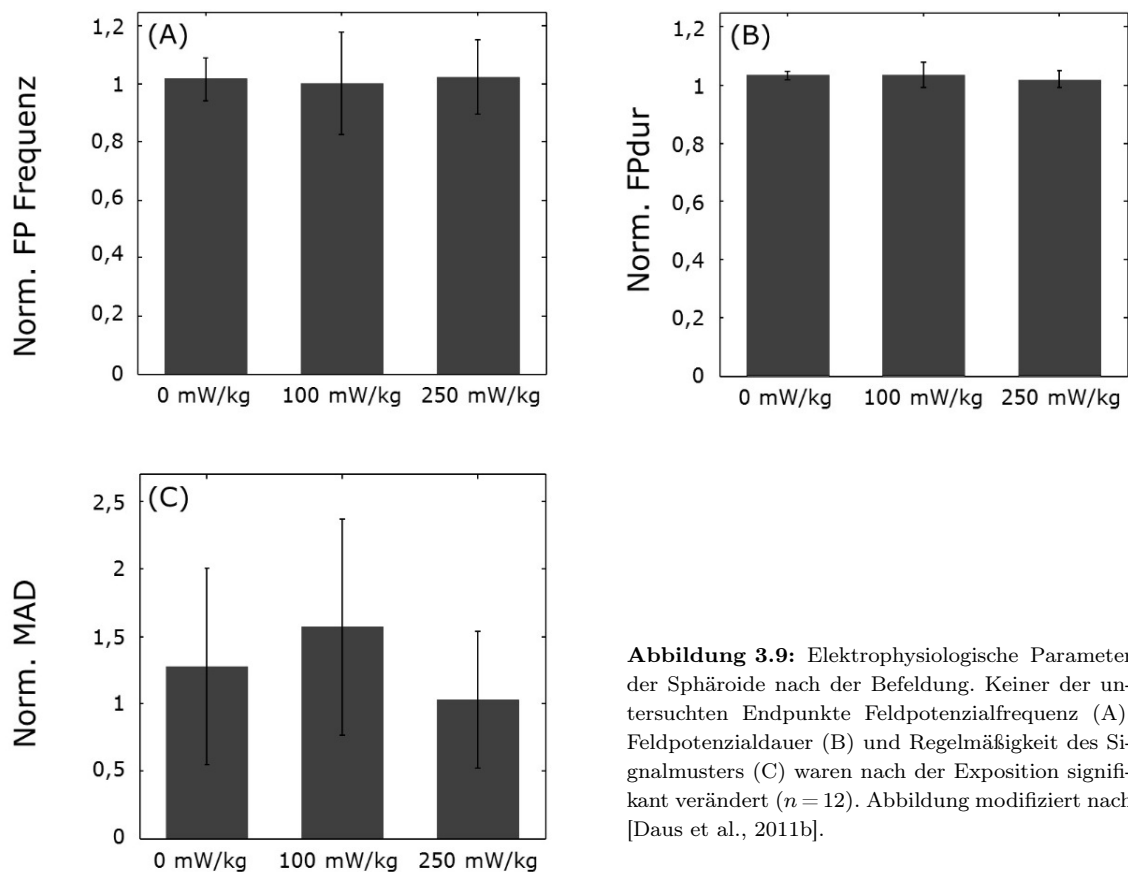 (A)
Norm. FP Frequenz
1,2
1
0,8
0,6
0,4
0,2
0
0 mW/kg 100 mW/kg 250 mW/kg
(B)
Norm. FPdur
1,2
1
0,8
0,6
0,4
0,2
0
0 mW/kg 100 mW/kg 250 mW/kg
(C)
Norm. MAD
2,5
2
1,5
1
0,5
0
0 mW/kg 100 mW/kg 250 mW/kg
Abbildung 3.9: Elektrophysiologische Parameter
der Sphäroide nach der Befeldung. Keiner der un-
tersuchten Endpunkte Feldpotenzialfrequenz (A)
Feldpotenzialdauer (B) und Regelmäßigkeit des Si-
gnalmusters (C) waren nach der Exposition signifi-
kant verändert (n = 12). Abbildung modifiziert nach
[Daus et al., 2011b].